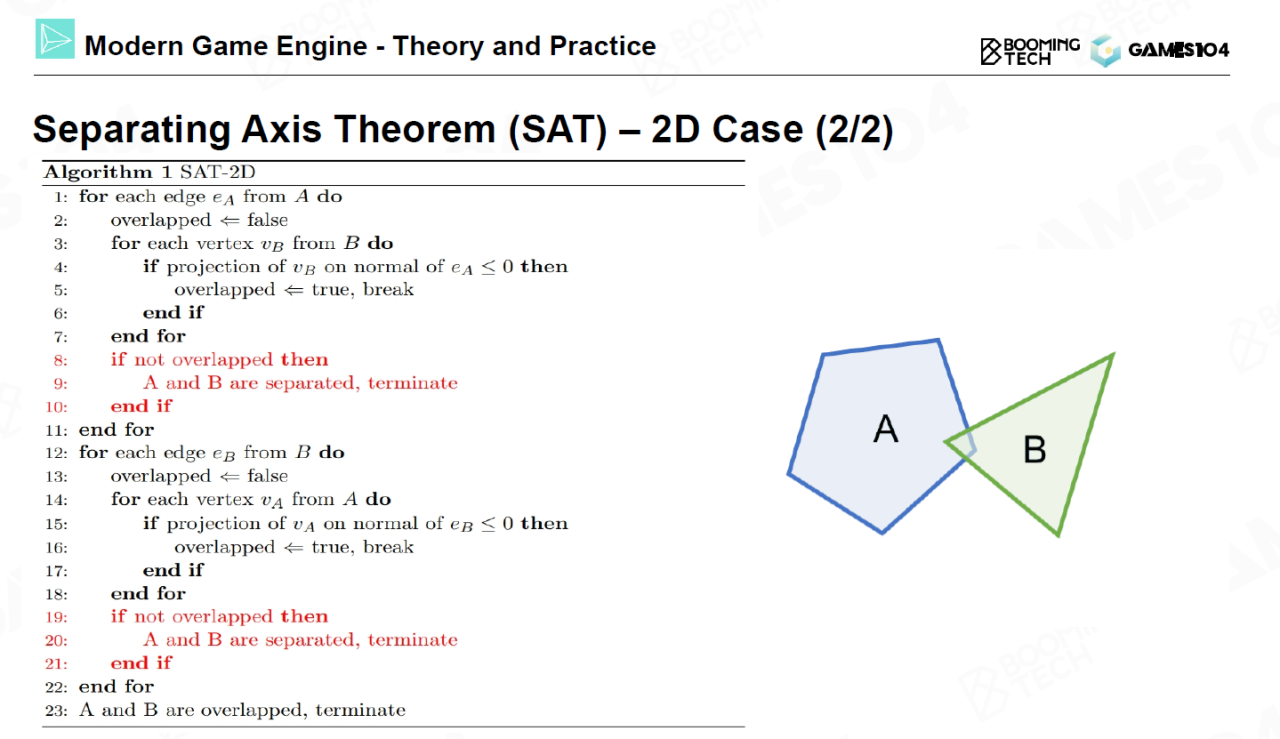 Modern Game Engine - Theory and Practice
BOOMING
TECH
GAMES104
Separating Axis Theorem (SAT) – 2D Case (2/2)
Algorithm 1 SAT-2D
1: for each edge e_A from A do
2: overlapped ⇐ false
3: for each vertex v_B from B do
4: if projection of v_B on normal of e_A ≤ 0 then
5: overlapped ⇐ true, break
6: end if
7: end for
8: if not overlapped then
9: A and B are separated, terminate
10: end if
11: end for
12: for each edge e_B from B do
13: overlapped ⇐ false
14: for each vertex v_A from A do
15: if projection of v_A on normal of e_B ≤ 0 then
16: overlapped ⇐ true, break
17: end if
18: end for
19: if not overlapped then
20: A and B are separated, terminate
21: end if
22: end for
23: A and B are overlapped, terminate
A
B